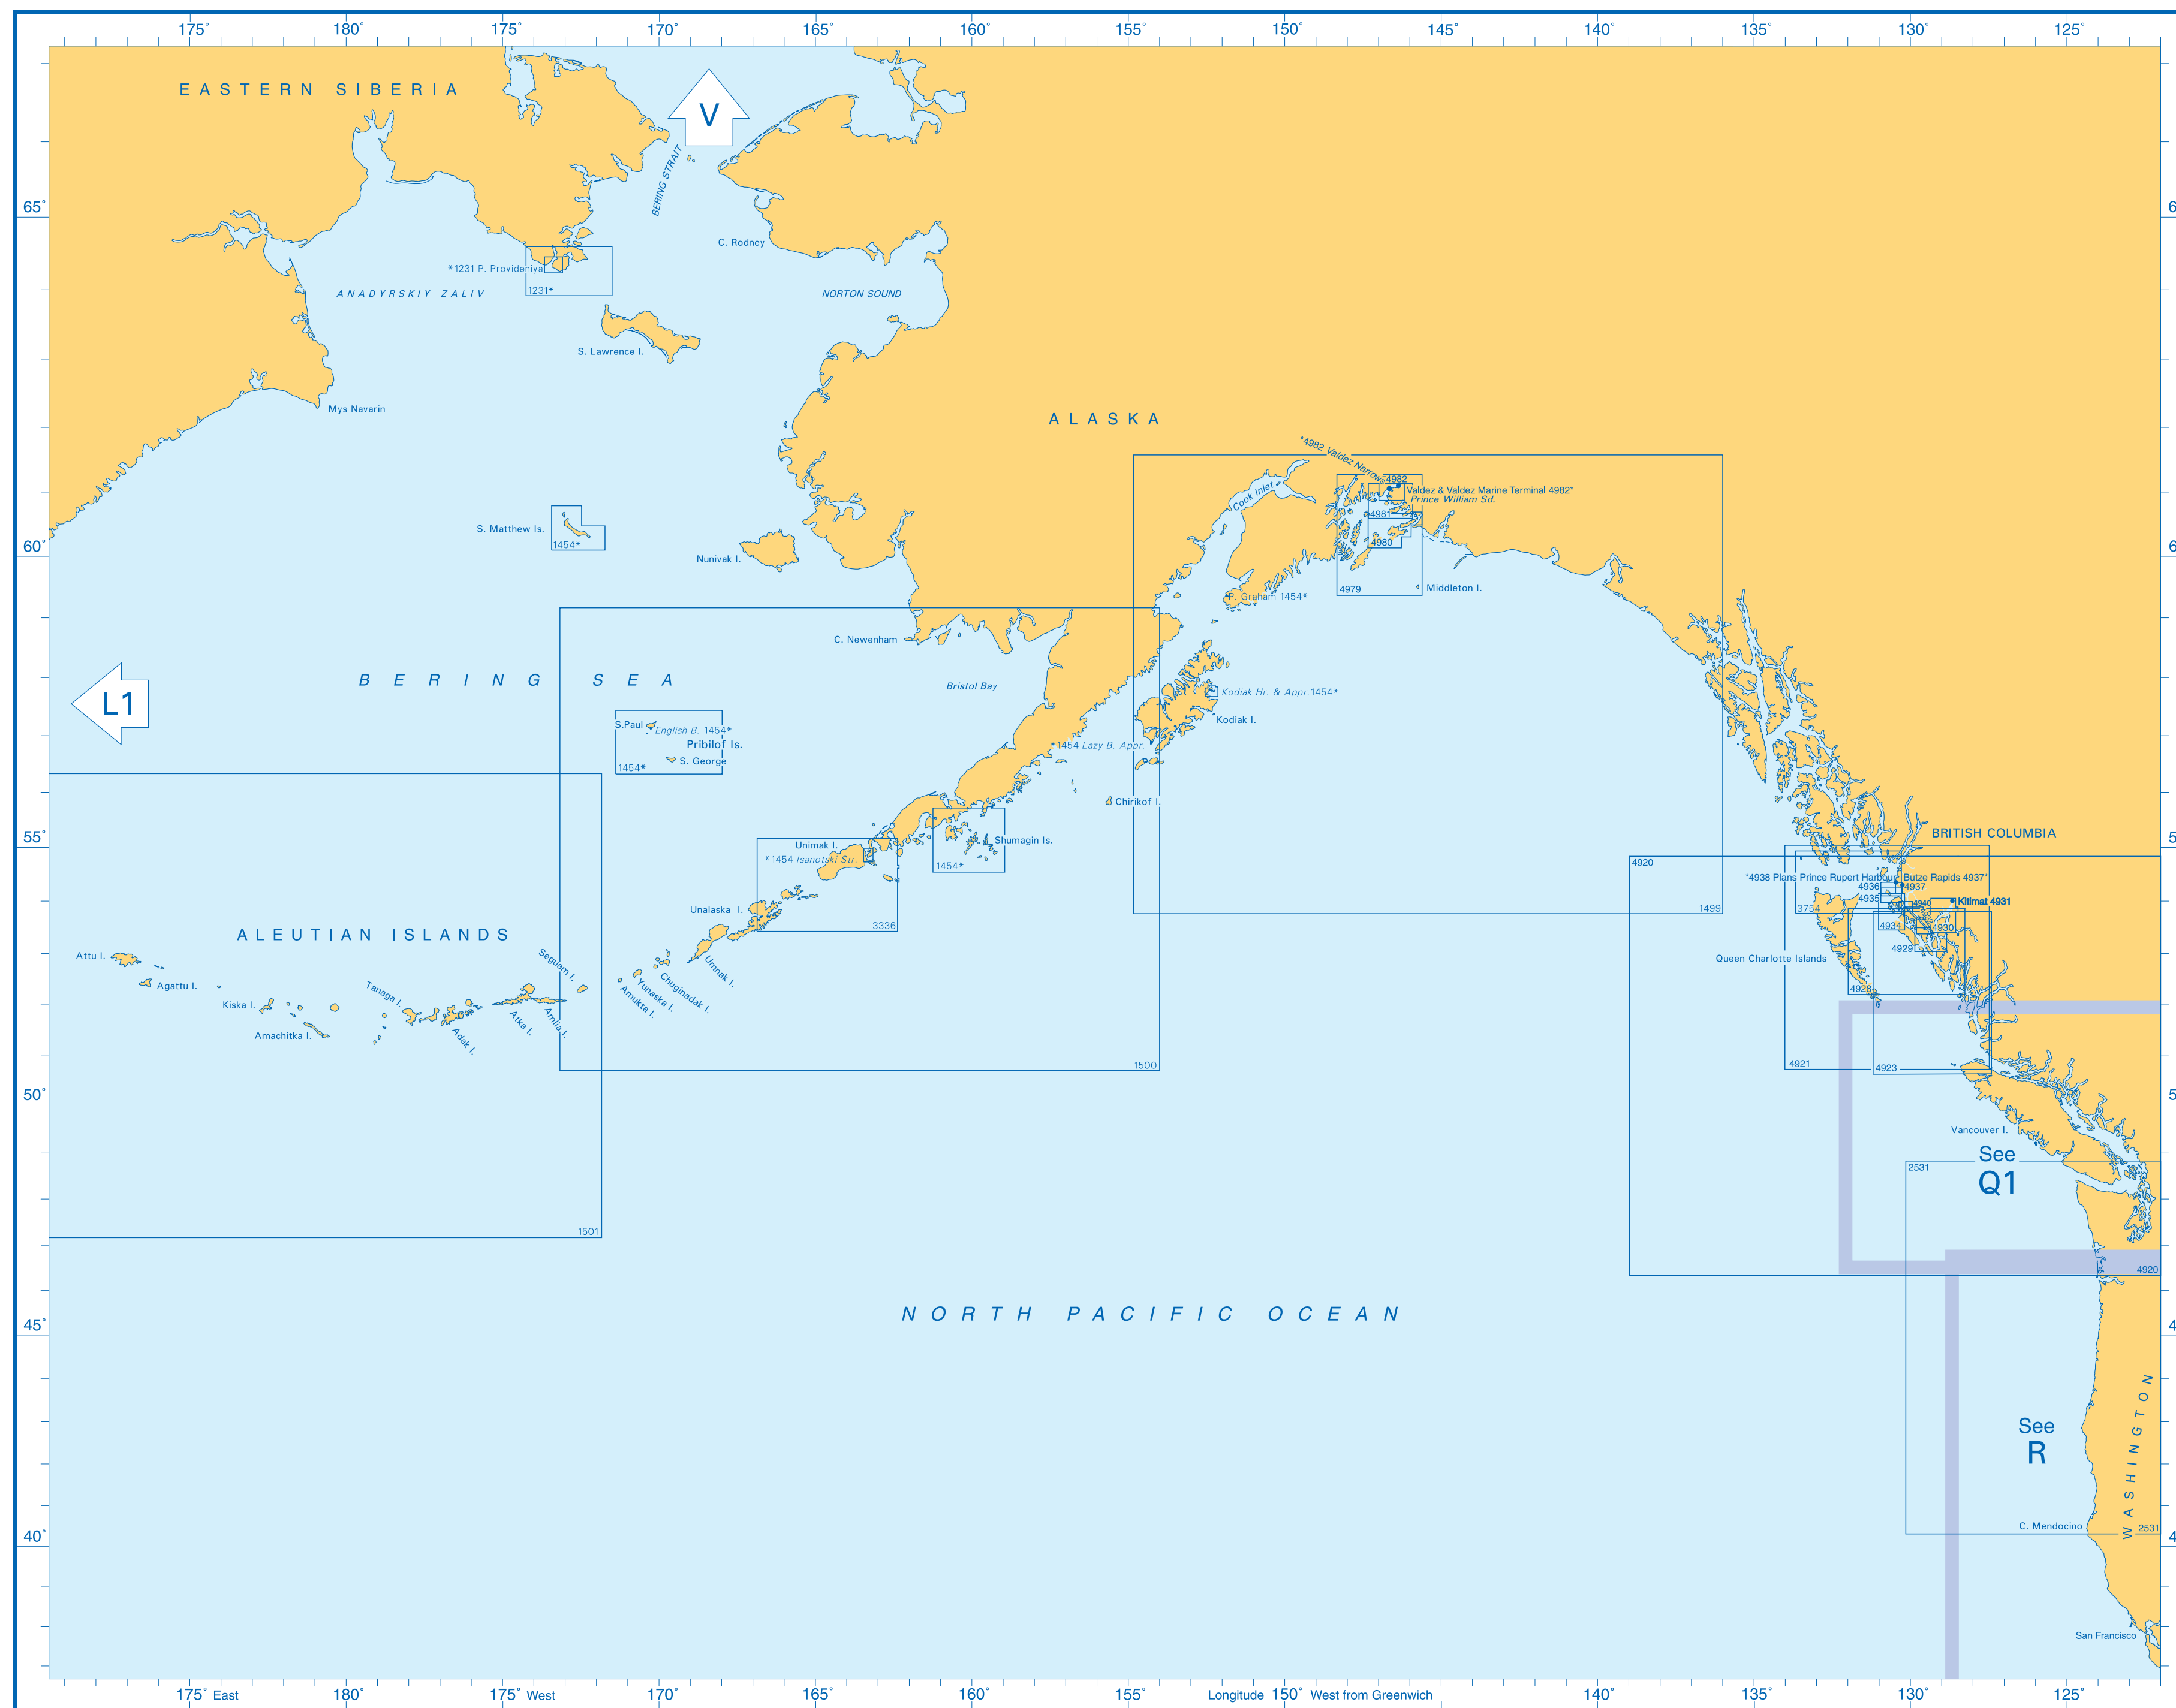 175° 180° 175° 170° 165° 160° 155° 150° 145° 140° 135° 130° 125°
EASTERN SIBERIA
V
BERING STRAIT
65°
6
C. Rodney
*1231 P. Provideniya
1231*
ANADYRSKIY ZALIV
NORTON SOUND
S. Lawrence I.
Mys Navarin
ALASKA
*4982 Valdez Narrows
4982
Valdez & Valdez Marine Terminal 4982*
Prince William Sd.
Cook Inlet
4981
4980
S. Matthew Is.
1454*
60°
6
Nunivak I.
4979
Middleton I.
P. Graham 1454*
C. Newenham
BERING SEA
Bristol Bay
L1
Kodiak Hr. & Appr. 1454*
Kodiak I.
S.Paul
English B. 1454*
Pribilof Is.
*1454 Lazy B. Appr.
S. George
1454*
Chirikof I.
55°
5
BRITISH COLUMBIA
Unimak I.
Shumagin Is.
*1454 Isanotski Str.
1454*
4920
*4938 Plans Prince Rupert Harbour
Butze Rapids 4937*
4936
4937
4935
4940
Kitimat 4931
Unalaska I.
3336
1499
3754
4934
4930
ALEUTIAN ISLANDS
4929
Attu I.
Queen Charlotte Islands
Seguam I.
Umnak I.
Agattu I.
Chuginadak I.
Yunaska I.
Amukta I.
4928
Kiska I.
Tanaga I.
Amachitka I.
Adak I.
Atka I.
Amlia I.
1500
4921
4923
50°
5
Vancouver I.
See
Q1
2531
1501
4920
NORTH PACIFIC OCEAN
45°
4
WASHINGTON
See
R
C. Mendocino
2531
40°
4
San Francisco
175° East 180° 175° West 170° 165° 160° 155° Longitude 150° West from Greenwich 140° 135° 130° 125°